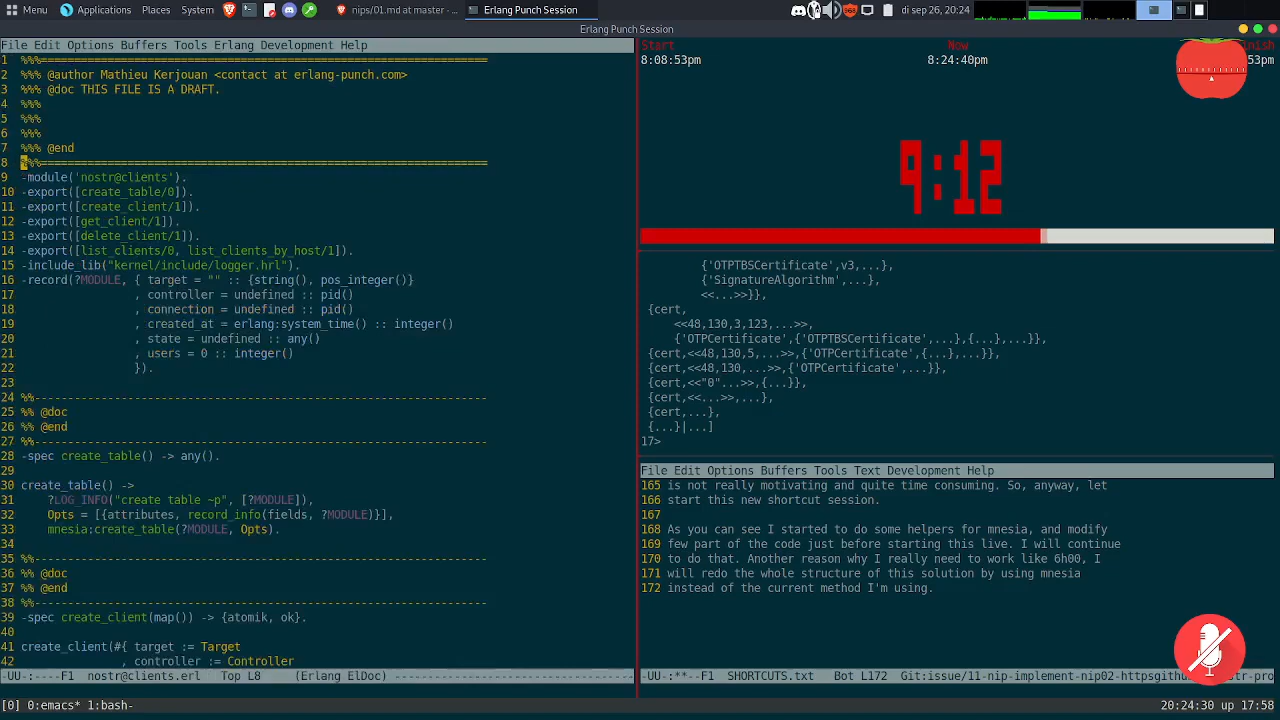 Menu Applications Places System nips/01.md at master - ... Erlang Punch Session di sep 26, 20:24
Erlang Punch Session
File Edit Options Buffers Tools Erlang Development Help
1 %%%===================================================================
2 %%% @author Mathieu Kerjouan <contact at erlang-punch.com>
3 %%% @doc THIS FILE IS A DRAFT.
4 %%%
5 %%%
6 %%%
7 %%% @end
8 %%%===================================================================
9 -module('nostr@clients').
10 -export([create_table/0]).
11 -export([create_client/1]).
12 -export([get_client/1]).
13 -export([delete_client/1]).
14 -export([list_clients/0, list_clients_by_host/1]).
15 -include_lib("kernel/include/logger.hrl").
16 -record(?MODULE, { target = "" :: {string(), pos_integer()}
17 , controller = undefined :: pid()
18 , connection = undefined :: pid()
19 , created_at = erlang:system_time() :: integer()
20 , state = undefined :: any()
21 , users = 0 :: integer()
22 }).
23
24 %%--------------------------------------------------------------------
25 %% @doc
26 %% @end
27 %%--------------------------------------------------------------------
28 -spec create_table() -> any().
29
30 create_table() ->
31 ?LOG_INFO("create table ~p", [?MODULE]),
32 Opts = [{attributes, record_info(fields, ?MODULE)}],
33 mnesia:create_table(?MODULE, Opts).
34
35 %%--------------------------------------------------------------------
36 %% @doc
37 %% @end
38 %%--------------------------------------------------------------------
39 -spec create_client(map()) -> {atomik, ok}.
40
41 create_client(#{ target := Target
42 , controller := Controller
-UU-:----F1 nostr@clients.erl Top L8 (Erlang ElDoc) ------------------------------
Start Now inish
8:08:53pm 8:24:40pm 53pm
9:12
{'OTPTBSCertificate',v3,...},
{'SignatureAlgorithm',...},
<<...>>}},
{cert,
<<48,130,3,123,...>>,
{'OTPCertificate',{'OTPTBSCertificate',...},{...},...}},
{cert,<<48,130,5,...>>,{'OTPCertificate',{...},...}},
{cert,<<48,130,...>>,{'OTPCertificate',...}},
{cert,<<"0"...>>,{...}},
{cert,<<...>>,...},
{cert,...},
{...}|...]
17>
File Edit Options Buffers Tools Text Development Help
165 is not really motivating and quite time consuming. So, anyway, let
166 start this new shortcut session.
167
168 As you can see I started to do some helpers for mnesia, and modify
169 few part of the code just before starting this live. I will continue
170 to do that. Another reason why I really need to work like 6h00, I
171 will redo the whole structure of this solution by using mnesia
172 instead of the current method I'm using.
-UU-:**--F1 SHORTCUTS.txt Bot L172 Git:issue/11-nip-implement-nip02-httpsgith str-pro
[0] 0:emacs* 1:bash- 20:24:30 up 17:58